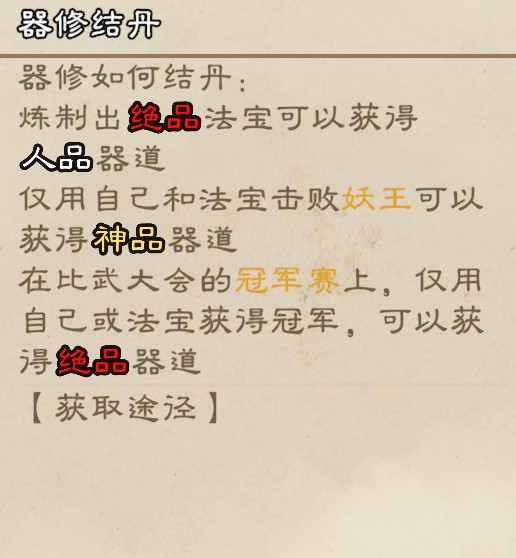 器修结丹
器修如何结丹：
炼制出绝品法宝可以获得
人品器道
仅用自己和法宝击败妖王可以
获得神品器道
在比武大会的冠军赛上，仅用
自己或法宝获得冠军，可以获
得绝品器道
【获取途径】